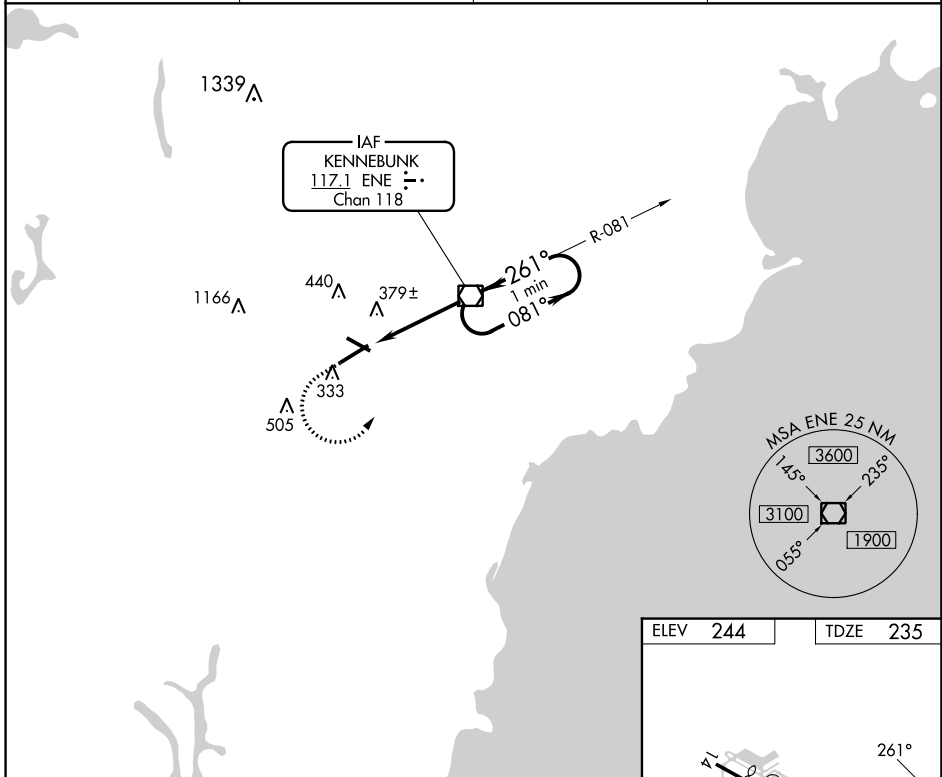 1339
IAF
KENNEBUNK
117.1 ENE
Chan 118
R-081
261°
1 min
081°
440
379±
1166
333
505
MSA ENE 25 NM
3600
145°
235°
3100
1900
055°
ELEV 244
TDZE 235
261°
14